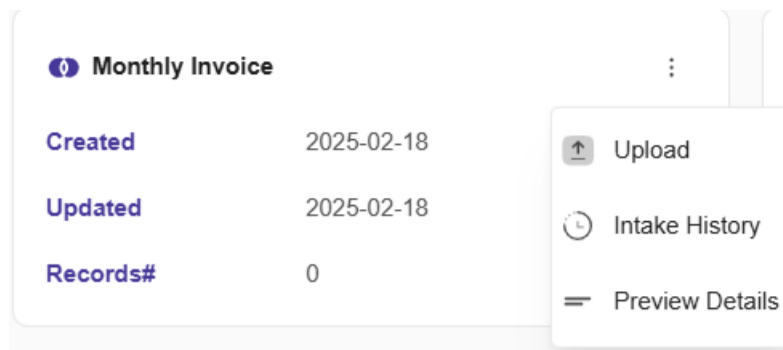 Monthly Invoice
Created 2025-02-18
Upload
Updated 2025-02-18
Intake History
Records# 0
Preview Details